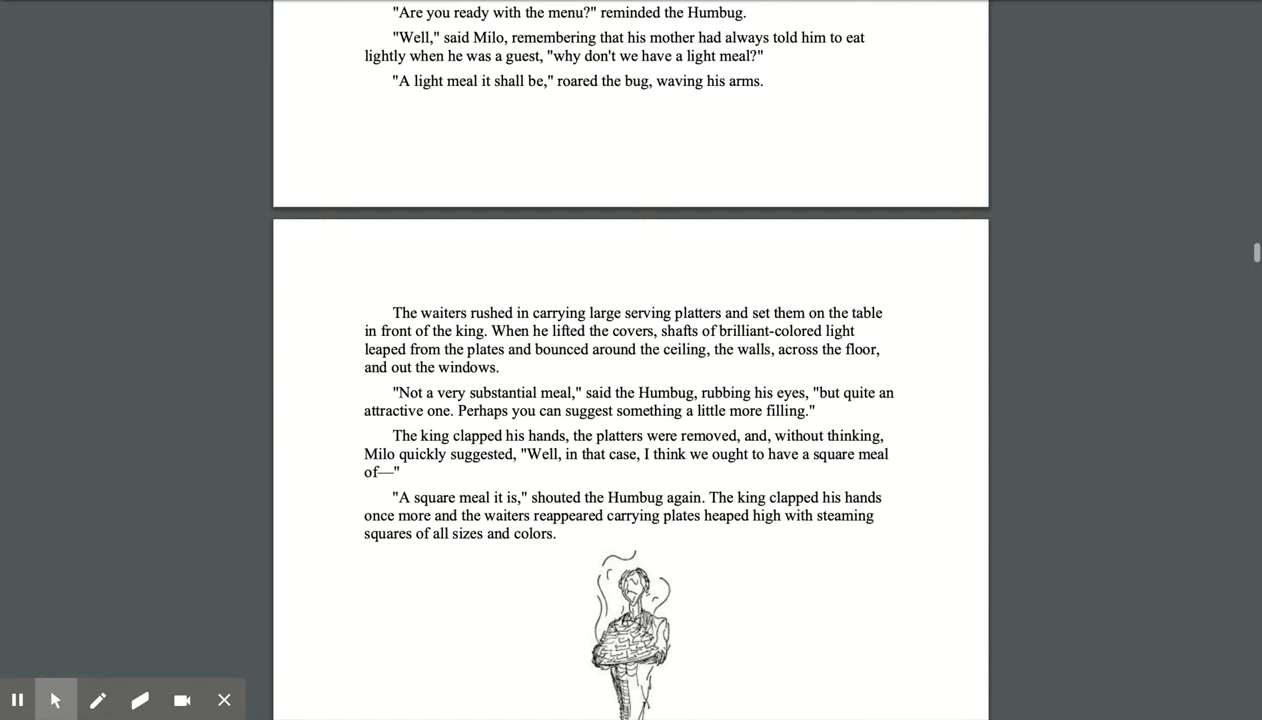 "Are you ready with the menu?" reminded the Humbug.
"Well," said Milo, remembering that his mother had always told him to eat
lightly when he was a guest, "why don't we have a light meal?"
"A light meal it shall be," roared the bug, waving his arms.
The waiters rushed in carrying large serving platters and set them on the table
in front of the king. When he lifted the covers, shafts of brilliant-colored light
leaped from the plates and bounced around the ceiling, the walls, across the floor,
and out the windows.
"Not a very substantial meal," said the Humbug, rubbing his eyes, "but quite an
attractive one. Perhaps you can suggest something a little more filling."
The king clapped his hands, the platters were removed, and, without thinking,
Milo quickly suggested, "Well, in that case, I think we ought to have a square meal
of—"
"A square meal it is," shouted the Humbug again. The king clapped his hands
once more and the waiters reappeared carrying plates heaped high with steaming
squares of all sizes and colors.